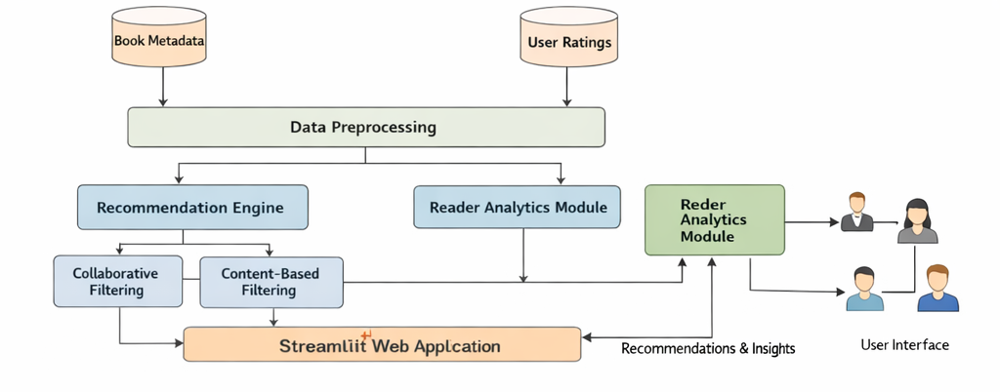 Book Metadata
User Ratings
Data Preprocessing
Recommendation Engine
Reader Analytics Module
Reder
Analytics
Module
Collaborative
Filtering
Content-Based
Filtering
Streamlīit Web Applcation
Recommendations & Insights
User Interface